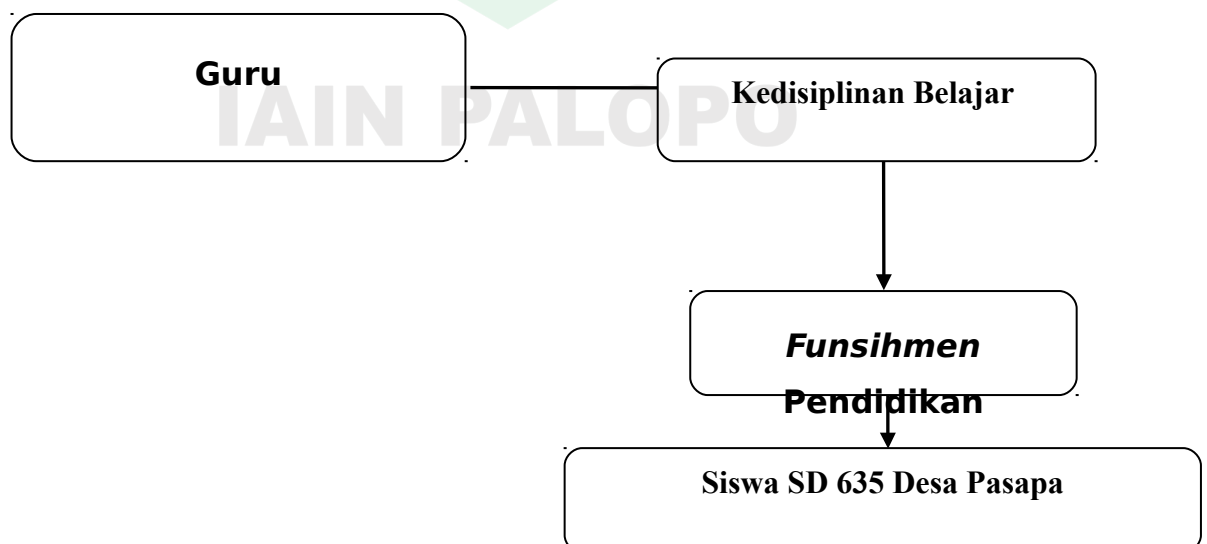 Guru
Kedisiplinan Belajar
IAIN PALOPO
Funsihmen
Pendidikan
Siswa SD 635 Desa Pasapa